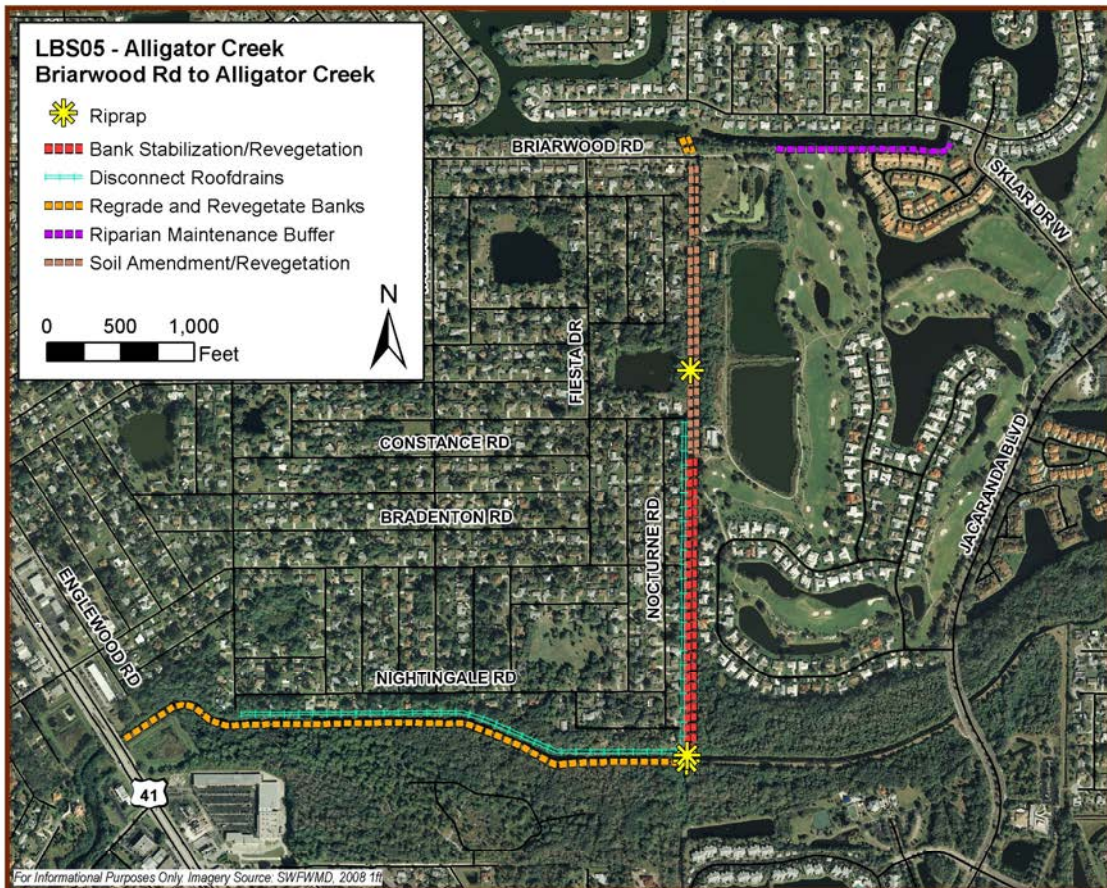 LBS05 - Alligator Creek
Briarwood Rd to Alligator Creek
Riprap
Bank Stabilization/Revegetation
Disconnect Roofdrains
Regrade and Revegetate Banks
Riparian Maintenance Buffer
Soil Amendment/Revegetation
N
0 500 1,000
Feet
BRIARWOOD RD
SKLAR DR W
FIESTA DR
CONSTANCE RD
BRADENTON RD
NOCTURNE RD
JACARANDA BLVD
ENGLEWOOD RD
NIGHTINGALE RD
41
For Informational Purposes Only. Imagery Source: SWFWMD, 2008 1ft